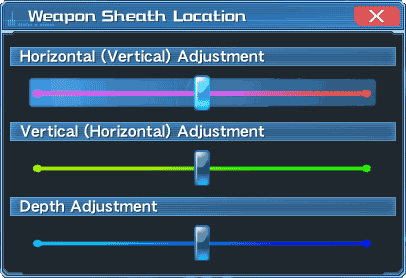 Weapon Sheath Location
Horizontal (Vertical) Adjustment
Vertical (Horizontal) Adjustment
Depth Adjustment